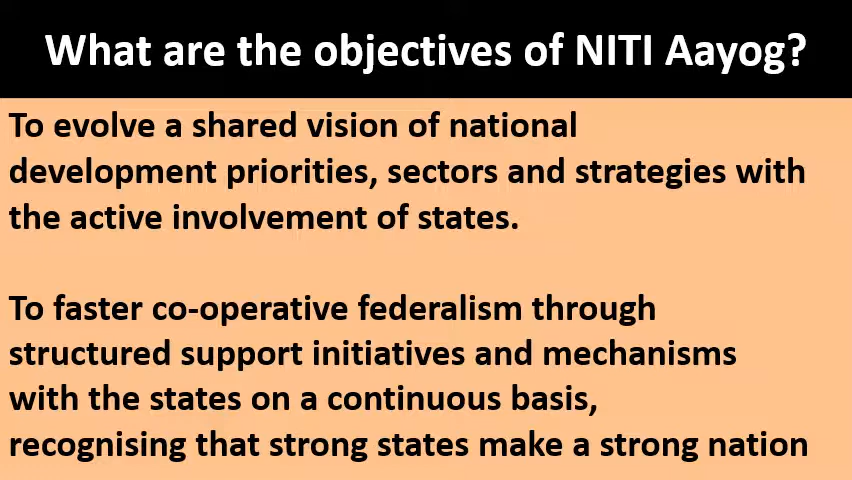 What are the objectives of NITI Aayog?
To evolve a shared vision of national
development priorities, sectors and strategies with
the active involvement of states.
To faster co-operative federalism through
structured support initiatives and mechanisms
with the states on a continuous basis,
recognising that strong states make a strong nation